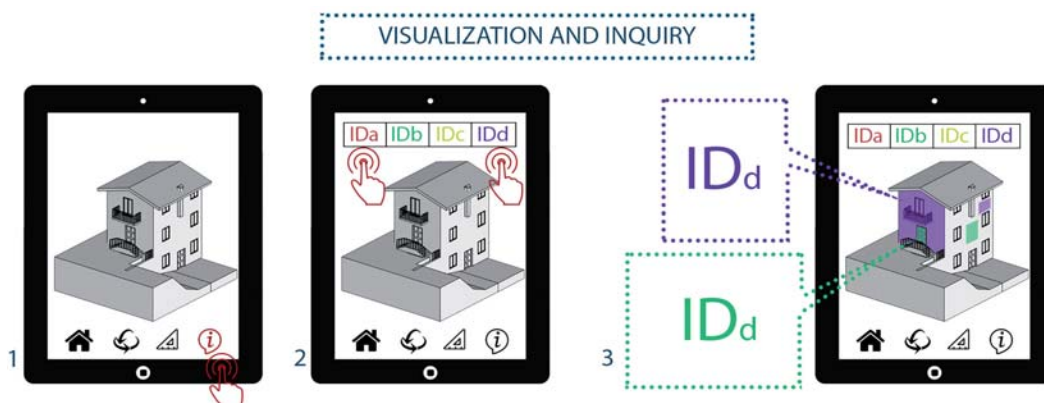 VISUALIZATION AND INQUIRY
1
i
2
IDa IDb IDc IDd
i
3
IDd
IDd
IDa IDb IDc IDd
i